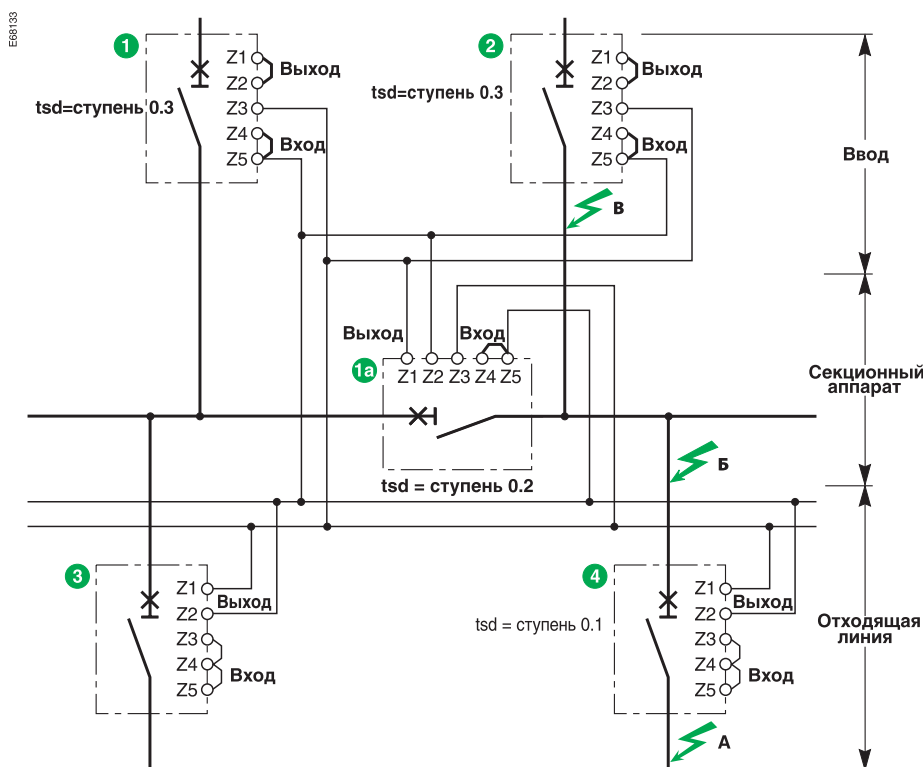 E68133
1
Z1
Выход
Z2
tsd=ступень 0.3
Z3
Z4
Вход
Z5
2
Z1
Выход
Z2
tsd=ступень 0.3
Z3
Z4
Вход
Z5
Ввод
В
Выход
Вход
1a
Z1 Z2 Z3 Z4 Z5
Секционный
аппарат
tsd = ступень 0.2
Б
3
Z1
Выход
Z2
Z3
Z4
Вход
Z5
tsd = ступень 0.1
4
Z1
Выход
Z2
Z3
Z4
Вход
Z5
Отходящая
линия
А